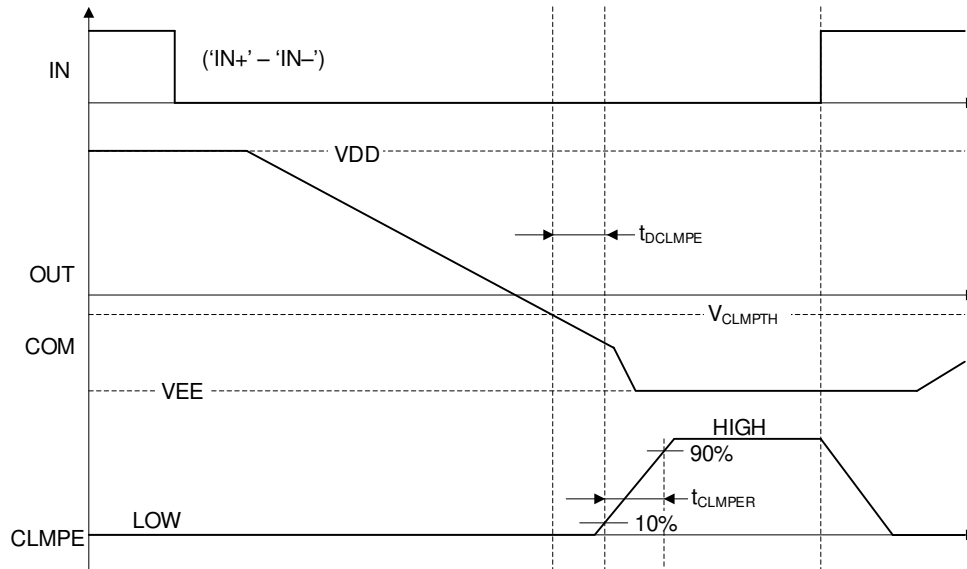 IN
(‘IN+’ – ‘IN–’)
VDD
tDCLMPE
OUT
VCLMPTH
COM
VEE
HIGH
90%
tCLMPER
LOW
10%
CLMPE